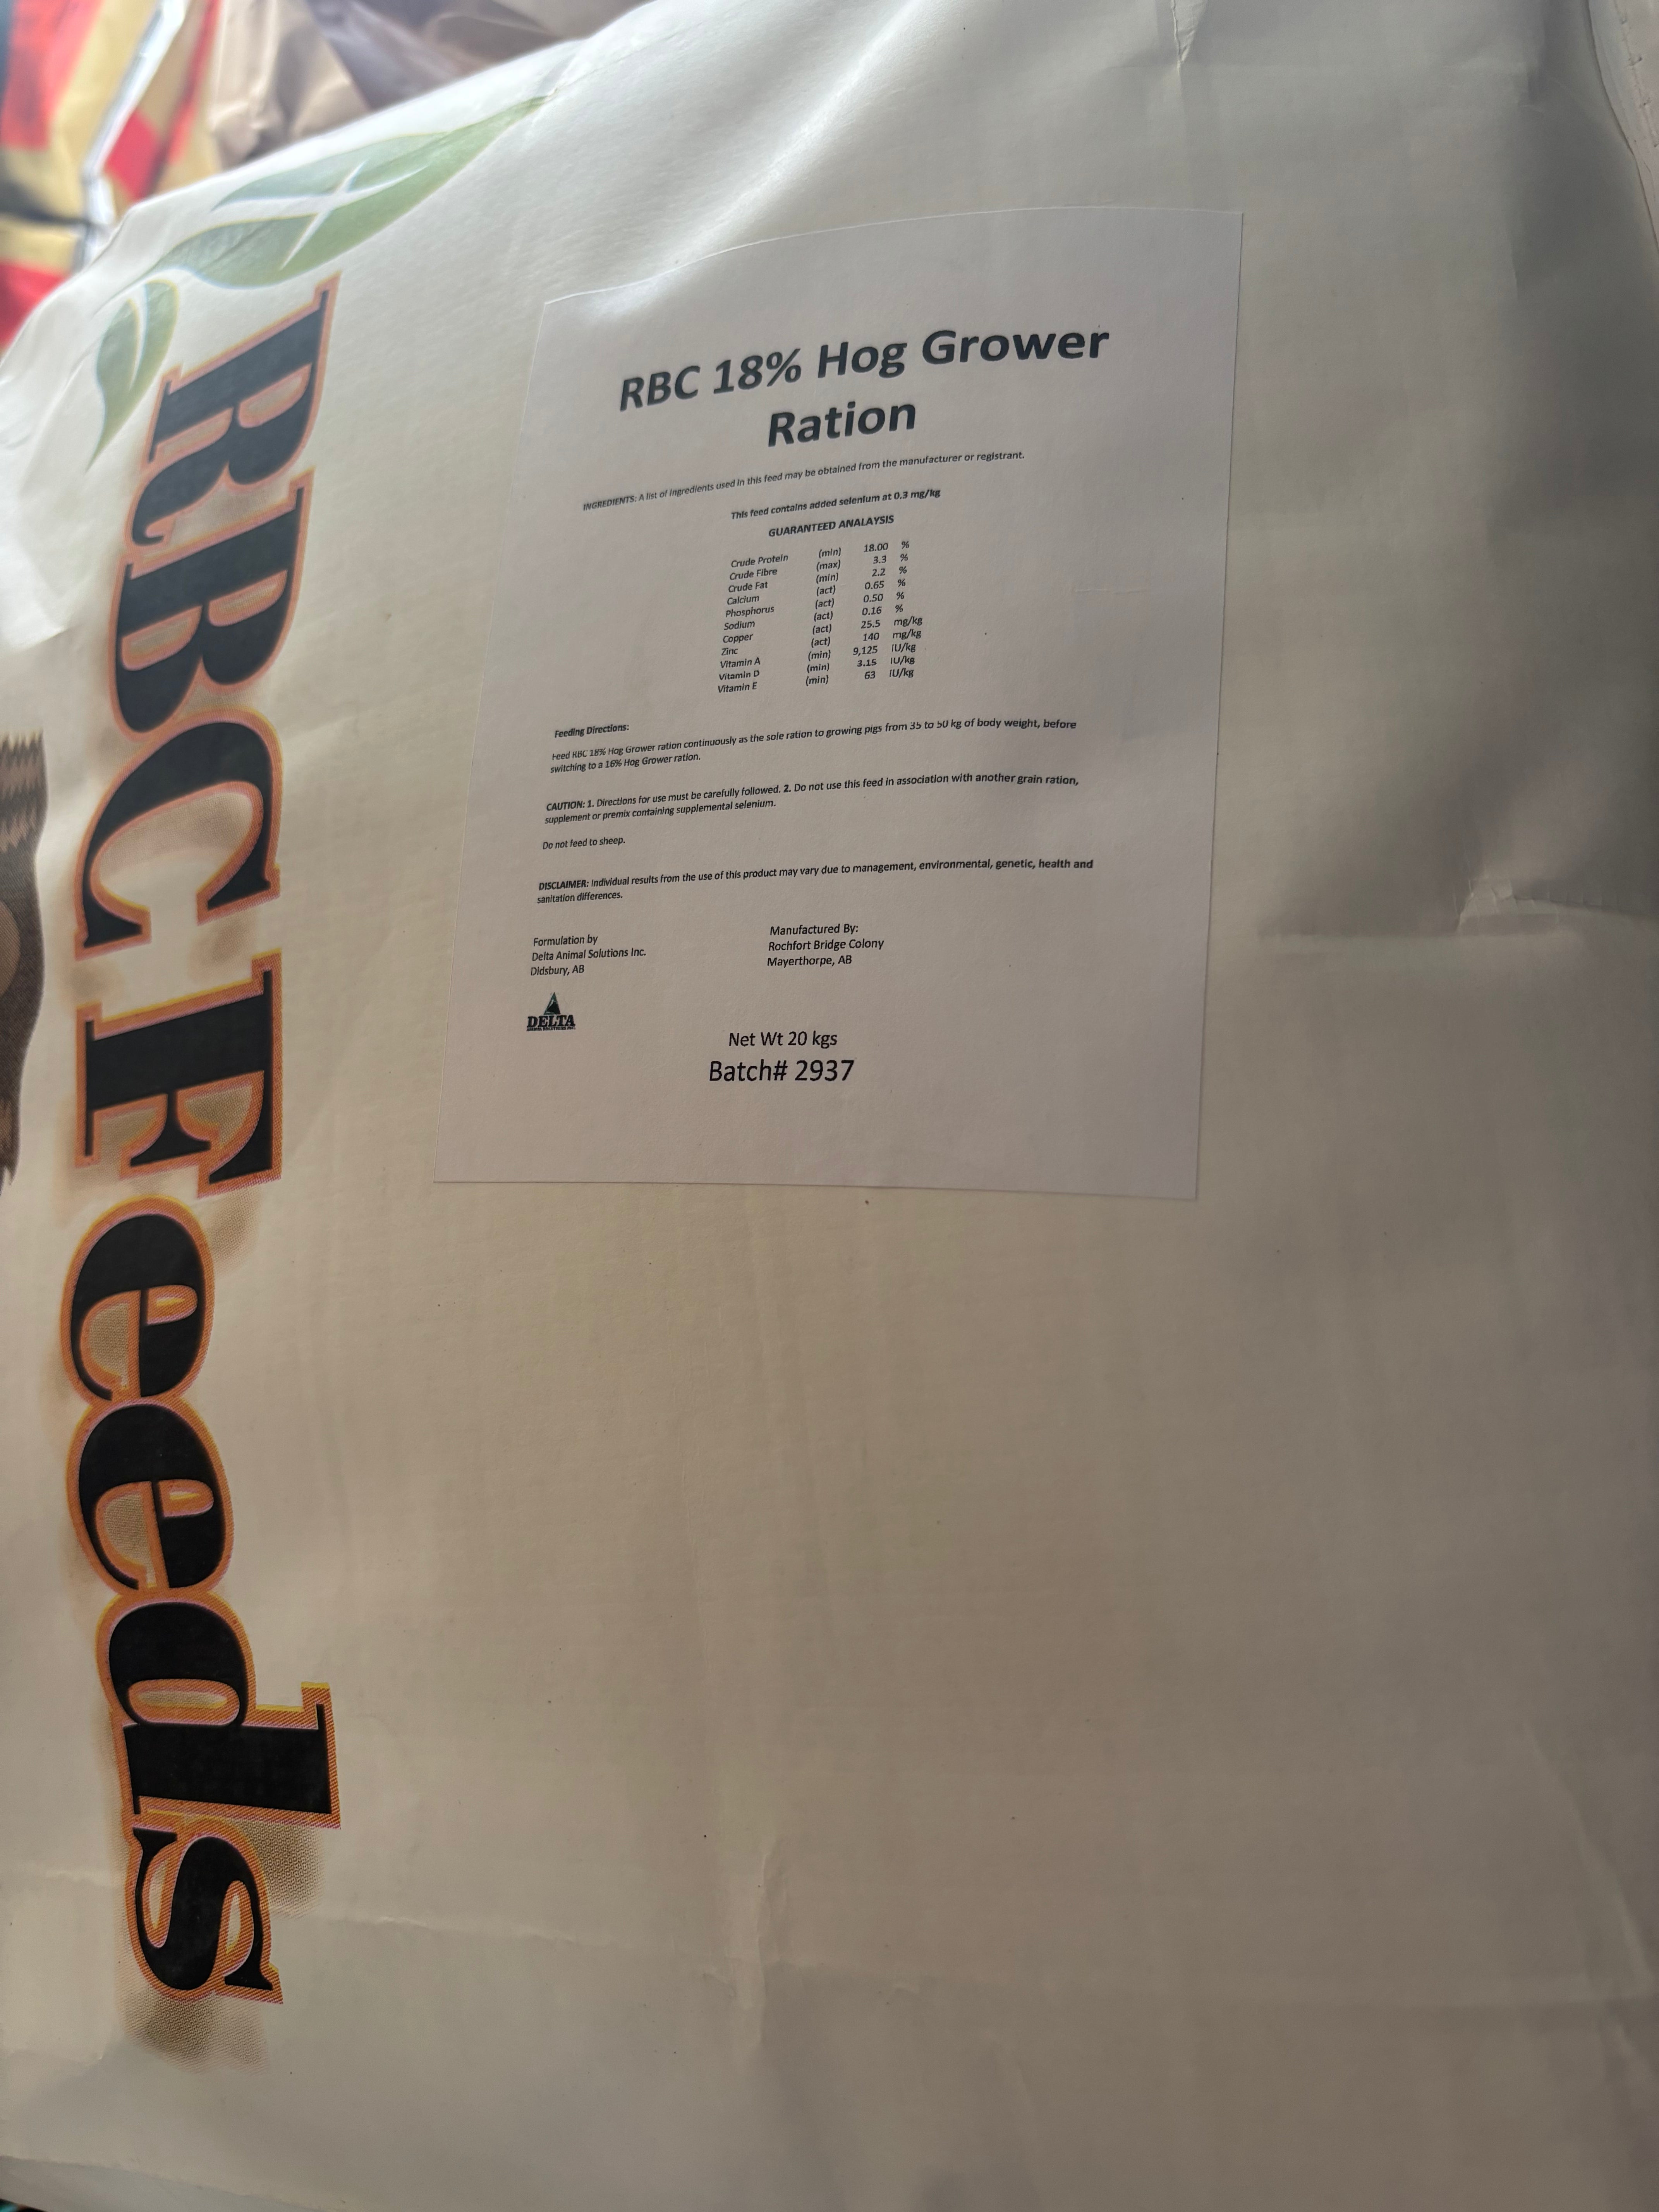 RBC Feeds
RBC 18% Hog Grower
Ration
INGREDIENTS: A list of ingredients used in this feed may be obtained from the manufacturer or registrant.
This feed contains added selenium at 0.3 mg/kg
GUARANTEED ANALAYSIS
Crude Protein (min) 18.00 %
Crude Fibre (max) 3.3 %
Crude Fat (min) 2.2 %
Calcium (act) 0.65 %
Phosphorus (act) 0.50 %
Sodium (act) 0.16 %
Copper (act) 25.5 mg/kg
Zinc (act) 140 mg/kg
Vitamin A (min) 9,125 IU/kg
Vitamin D (min) 3.15 IU/kg
Vitamin E (min) 63 IU/kg
Feeding Directions:
Feed RBC 18% Hog Grower ration continuously as the sole ration to growing pigs from 35 to 50 kg of body weight, before
switching to a 16% Hog Grower ration.
CAUTION: 1. Directions for use must be carefully followed. 2. Do not use this feed in association with another grain ration,
supplement or premix containing supplemental selenium.
Do not feed to sheep.
DISCLAIMER: Individual results from the use of this product may vary due to management, environmental, genetic, health and
sanitation differences.
Formulation by
Delta Animal Solutions Inc.
Didsbury, AB
Manufactured By:
Rochfort Bridge Colony
Mayerthorpe, AB
DELTA
Net Wt 20 kgs
Batch# 2937